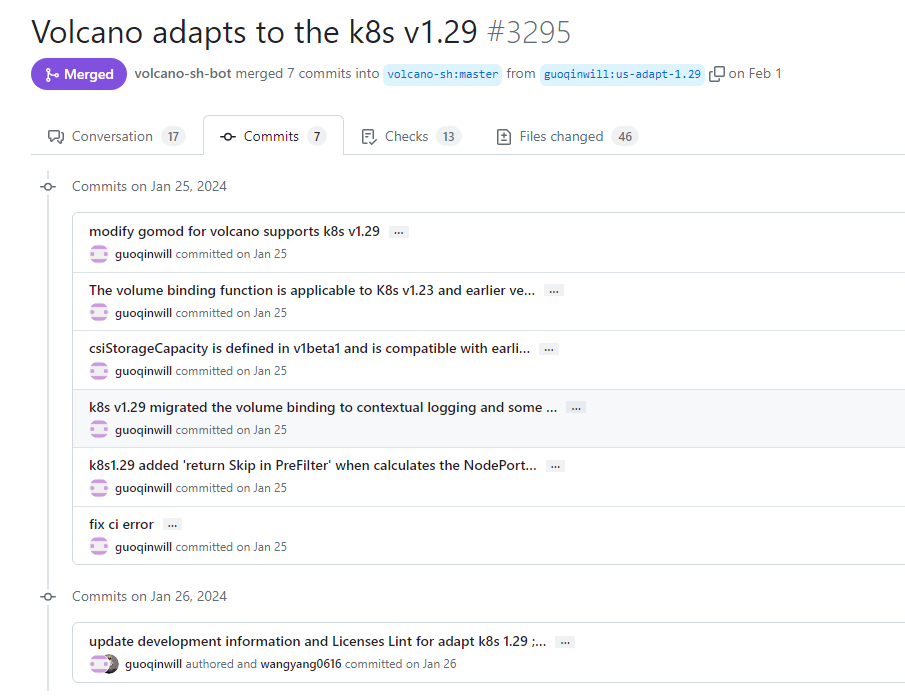 Volcano adapts to the k8s v1.29 #3295
Merged volcano-sh-bot merged 7 commits into volcano-sh:master from guoqinwill:us-adapt-1.29 on Feb 1
Conversation 17 Commits 7 Checks 13 Files changed 46
Commits on Jan 25, 2024
modify gomod for volcano supports k8s v1.29 ...
guoqinwill committed on Jan 25
The volume binding function is applicable to K8s v1.23 and earlier ve... ...
guoqinwill committed on Jan 25
csiStorageCapacity is defined in v1beta1 and is compatible with earli... ...
guoqinwill committed on Jan 25
k8s v1.29 migrated the volume binding to contextual logging and some ... ...
guoqinwill committed on Jan 25
k8s1.29 added 'return Skip in PreFilter' when calculates the NodePort... ...
guoqinwill committed on Jan 25
fix ci error ...
guoqinwill committed on Jan 25
Commits on Jan 26, 2024
update development information and Licenses Lint for adapt k8s 1.29 ;... ...
guoqinwill authored and wangyang0616 committed on Jan 26